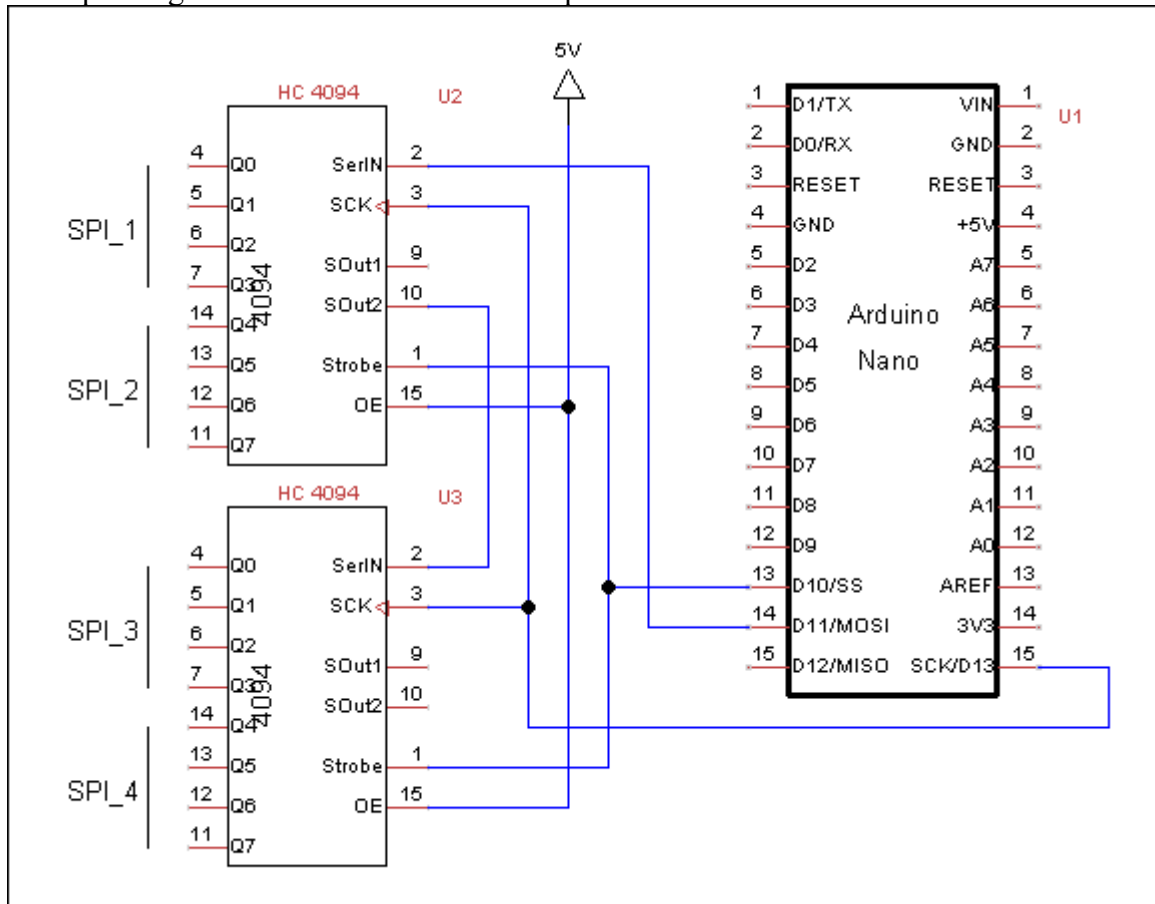 5V
HC 4094 U2
4 Q0 SerIN 2
5 Q1 SCK 3
SPI_1
6 Q2
7 Q3 SOut1 9
14 Q4 SOut2 10
4094
13 Q5 Strobe 1
SPI_2
12 Q6 OE 15
11 Q7
HC 4094 U3
4 Q0 SerIN 2
5 Q1 SCK 3
SPI_3
6 Q2
7 Q3 SOut1 9
14 Q4 SOut2 10
4094
13 Q5 Strobe 1
SPI_4
12 Q6 OE 15
11 Q7
U1
1 D1/TX VIN 1
2 D0/RX GND 2
3 RESET RESET 3
4 GND +5V 4
5 D2 A7 5
6 D3 A6 6
Arduino
7 D4 A5 7
Nano
8 D5 A4 8
9 D6 A3 9
10 D7 A2 10
11 D8 A1 11
12 D9 A0 12
13 D10/SS AREF 13
14 D11/MOSI 3V3 14
15 D12/MISO SCK/D13 15